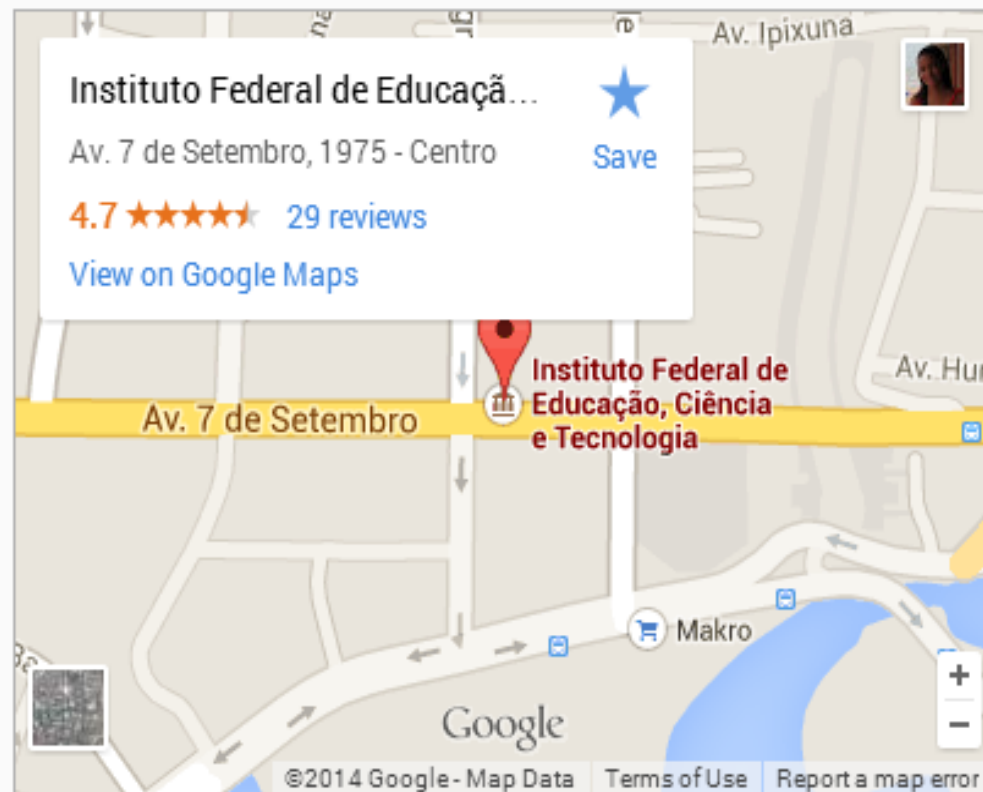 Av. Ipixuna
Instituto Federal de Educaçã...
Av. 7 de Setembro, 1975 - Centro
Save
4.7
29 reviews
View on Google Maps
Instituto Federal de
Educação, Ciência
e Tecnologia
Av. Hum
Av. 7 de Setembro
Makro
+
−
Google
©2014 Google - Map Data
Terms of Use
Report a map error